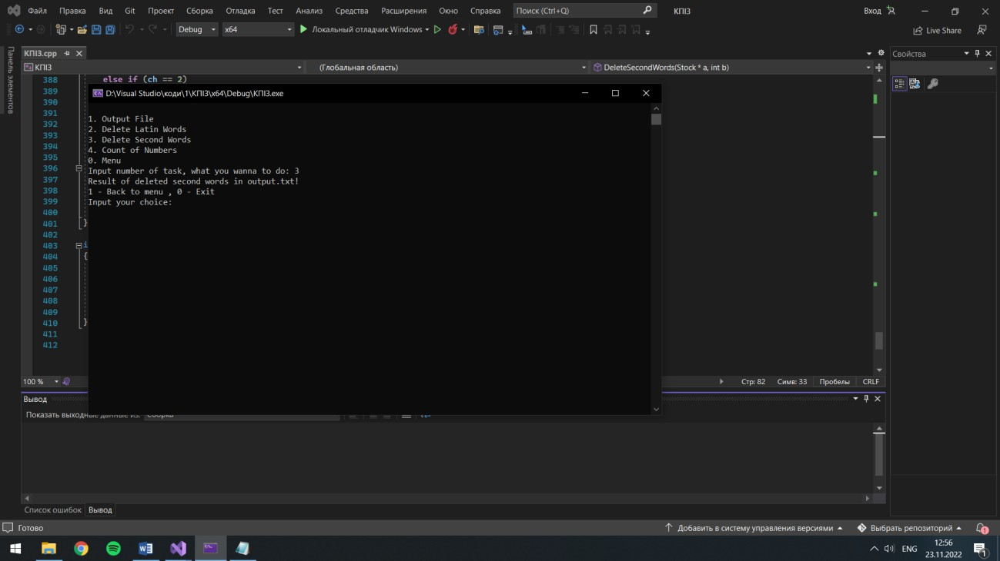 Файл Правка Вид Git Проект Сборка Отладка Тест Анализ Средства Расширения Окно Справка Поиск (Ctrl+Q) КПІЗ Вход
Debug x64 Локальный отладчик Windows Live Share
Панель элементов
КПІЗ.cpp
Свойства
КПІЗ (Глобальная область) DeleteSecondWords(Stock * a, int b)
388 else if (ch == 2)
389
D:\Visual Studio\коди\1\КПІЗ\x64\Debug\КПІЗ.exe
390
391
1. Output File
392
2. Delete Latin Words
393
3. Delete Second Words
394
4. Count of Numbers
395
0. Menu
396
Input number of task, what you wanna to do: 3
397
Result of deleted second words in output.txt!
398
1 - Back to menu , 0 - Exit
399
Input your choice:
400
401 }
402
403 i
404 {
405
406
407
408
409
410 }
411
412
100 % Стр: 82 Симв: 33 Пробелы CRLF
Вывод
Показать выходные данные из: Сборка
Список ошибок Вывод
Готово Добавить в систему управления версиями Выбрать репозиторий 1
ENG 12:56
23.11.2022 1